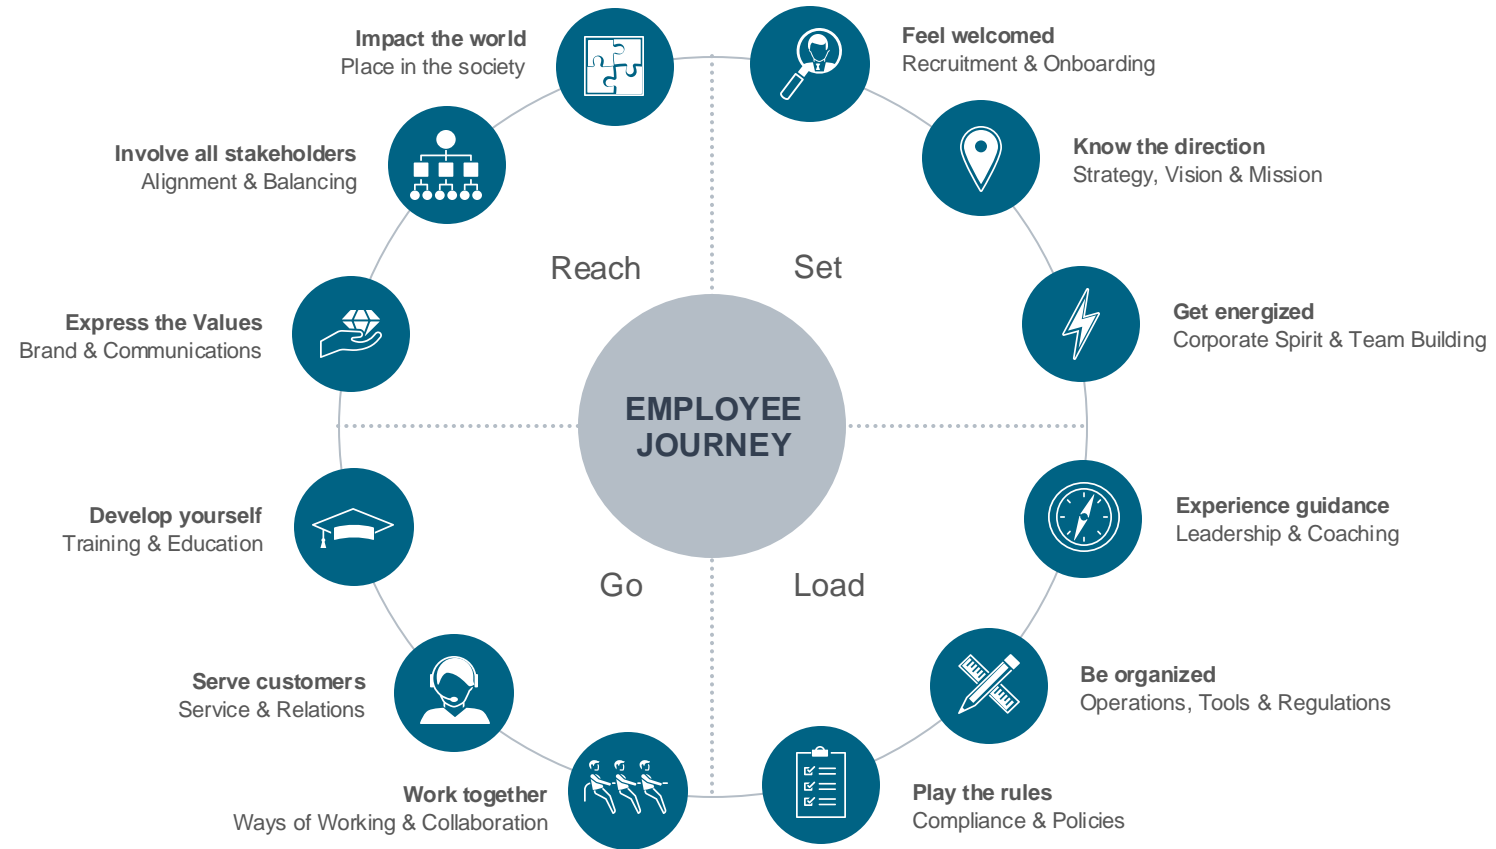 Impact the world
Place in the society
Feel welcomed
Recruitment & Onboarding
Involve all stakeholders
Alignment & Balancing
Know the direction
Strategy, Vision & Mission
Reach
Set
Express the Values
Brand & Communications
Get energized
Corporate Spirit & Team Building
EMPLOYEE
JOURNEY
Develop yourself
Training & Education
Experience guidance
Leadership & Coaching
Go
Load
Serve customers
Service & Relations
Be organized
Operations, Tools & Regulations
Work together
Ways of Working & Collaboration
Play the rules
Compliance & Policies